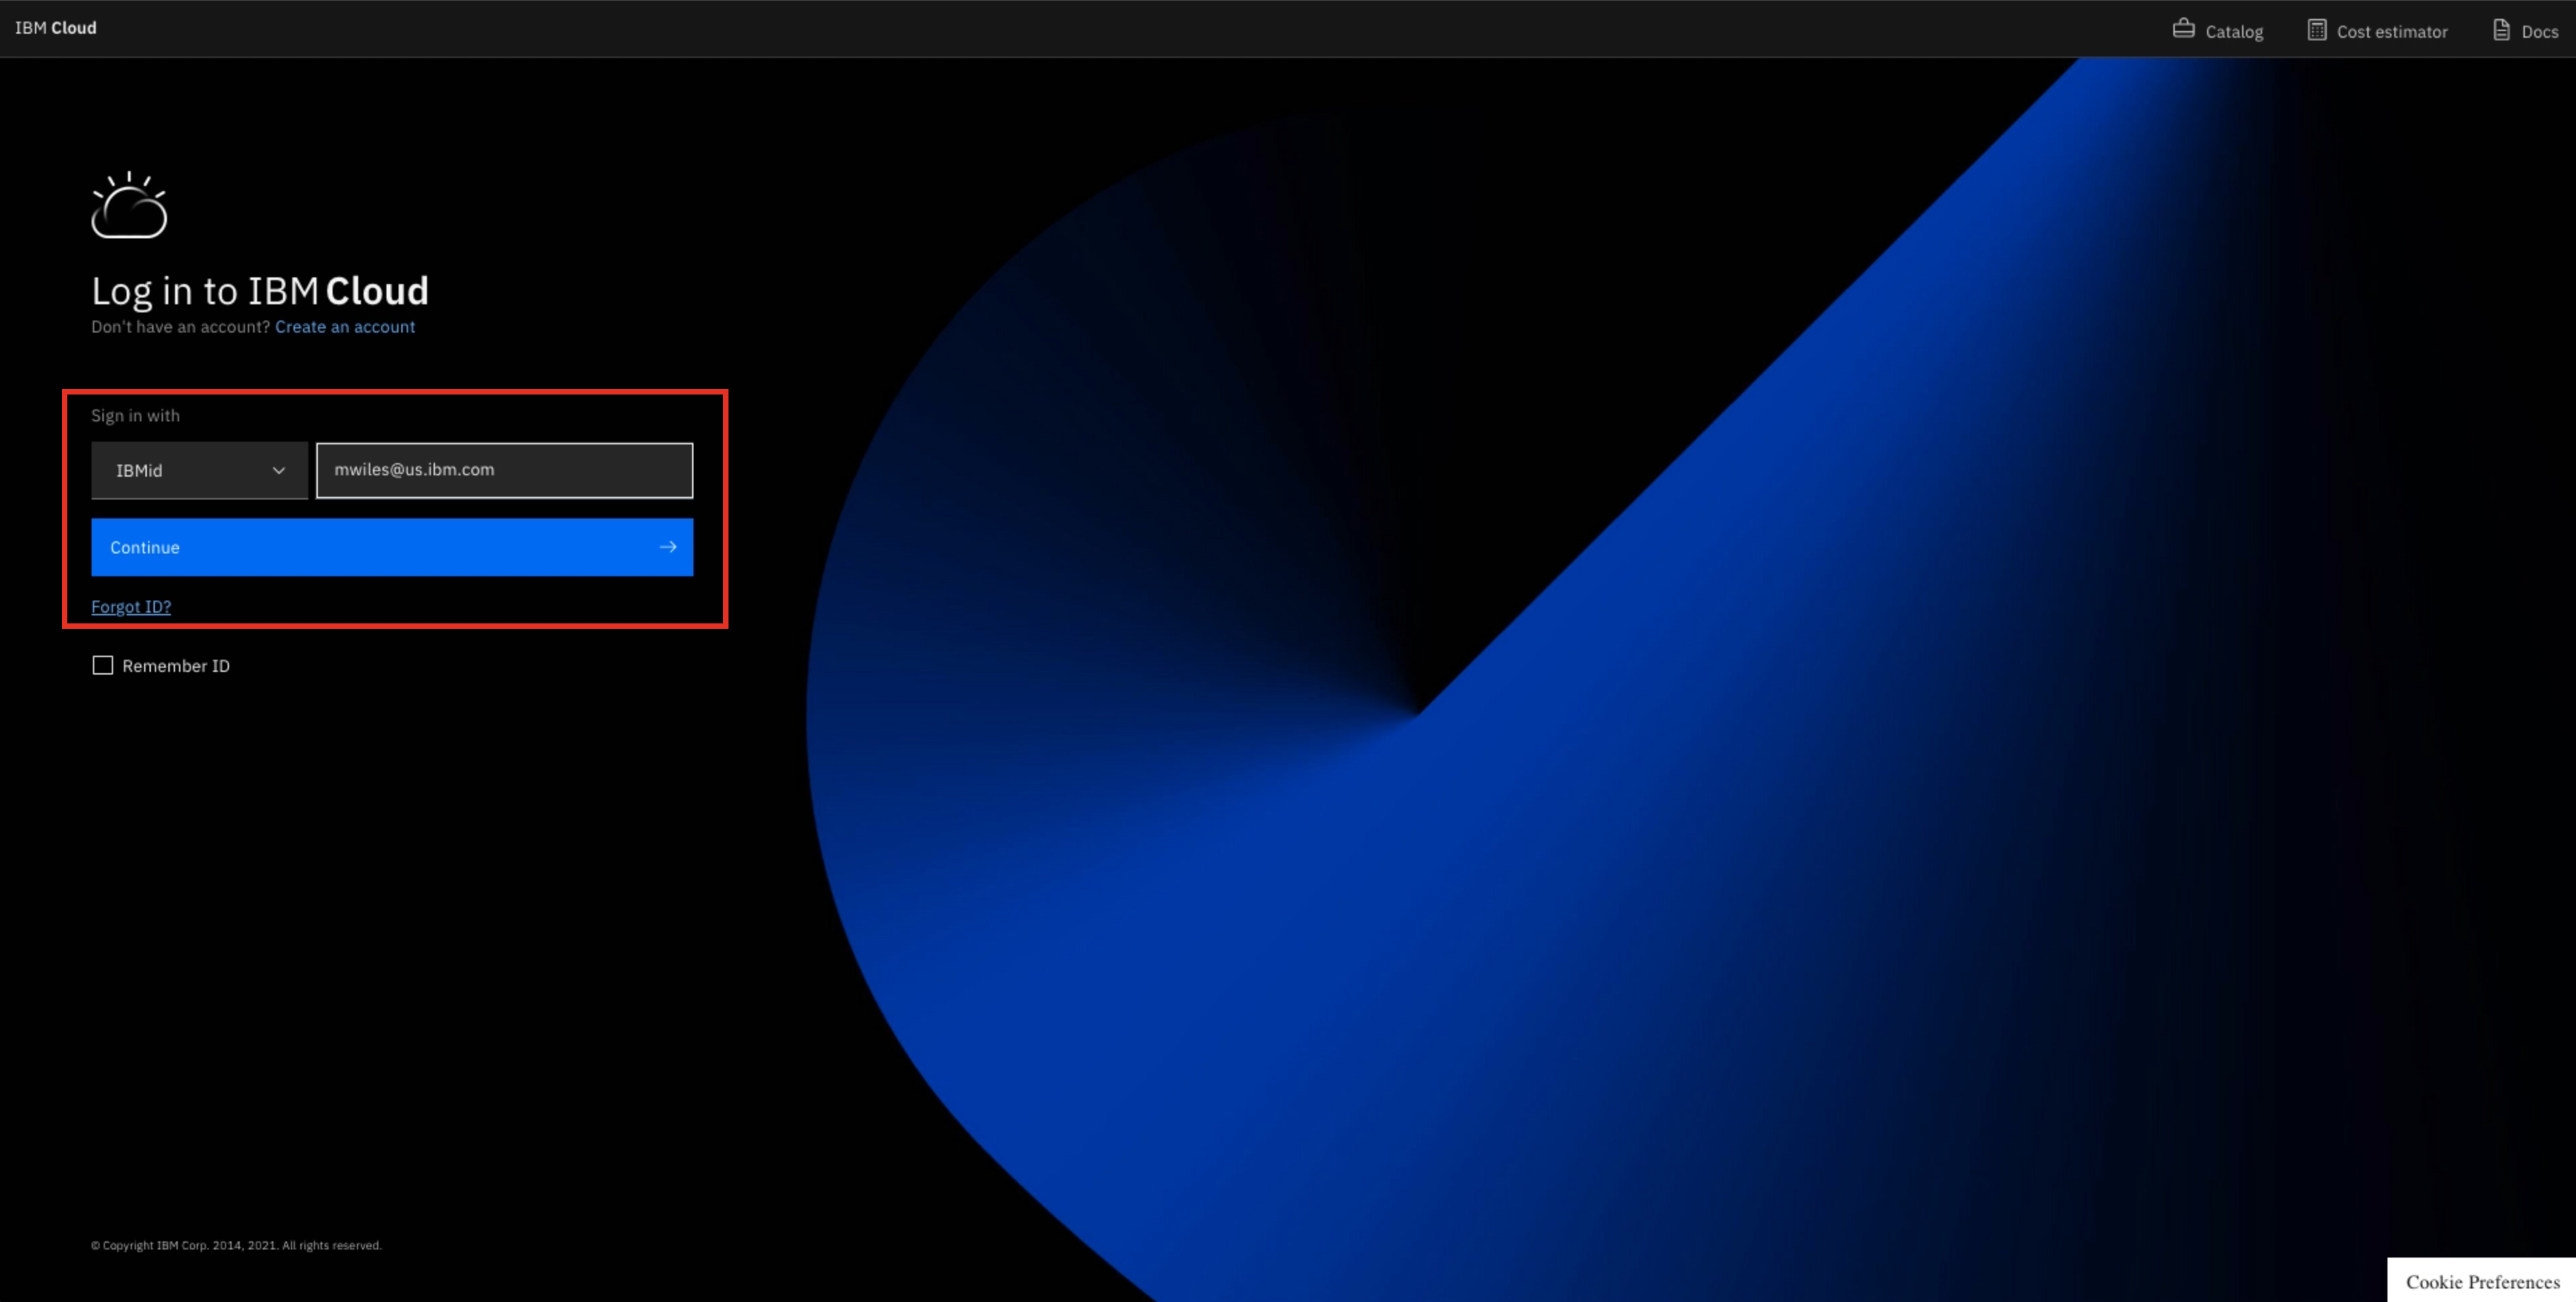 IBM Cloud
Catalog
Cost estimator
Docs
Log in to IBM Cloud
Don't have an account? Create an account
Sign in with
IBMid
mwiles@us.ibm.com
Continue
Forgot ID?
Remember ID
© Copyright IBM Corp. 2014, 2021. All rights reserved.
Cookie Preferences